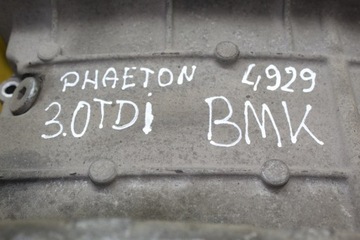 PHAETON 4929
3.0TDi BMK